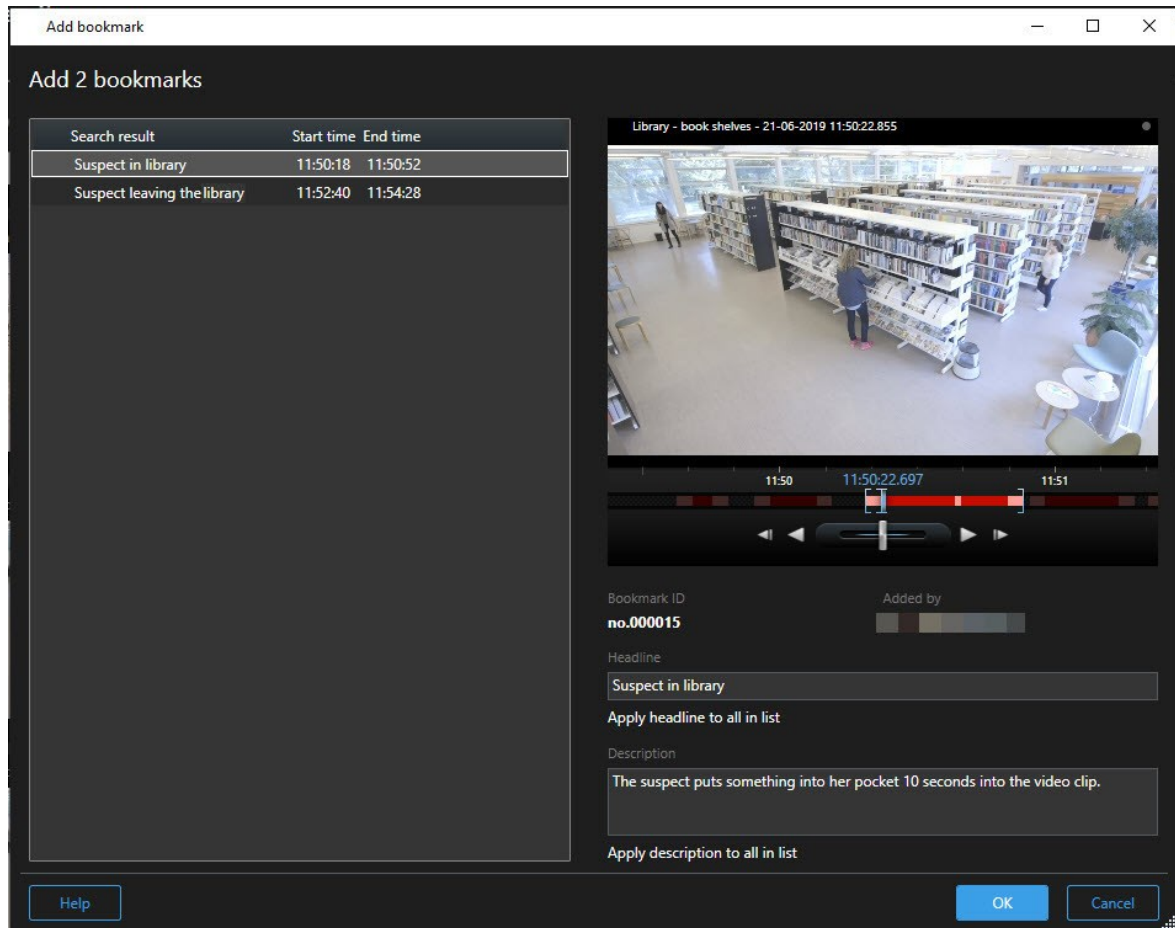 Add bookmark
Add 2 bookmarks
Search result Start time End time
Suspect in library 11:50:18 11:50:52
Suspect leaving the library 11:52:40 11:54:28
Library - book shelves - 21-06-2019 11:50:22.855
11:50 11:50:22.697 11:51
Bookmark ID Added by
no.000015
Headline
Suspect in library
Apply headline to all in list
Description
The suspect puts something into her pocket 10 seconds into the video clip.
Apply description to all in list
Help OK Cancel